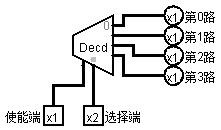 0
x1 第0路
x1 第1路
Decd
x1 第2路
x1 第3路
使能端 x1 x2 选择端